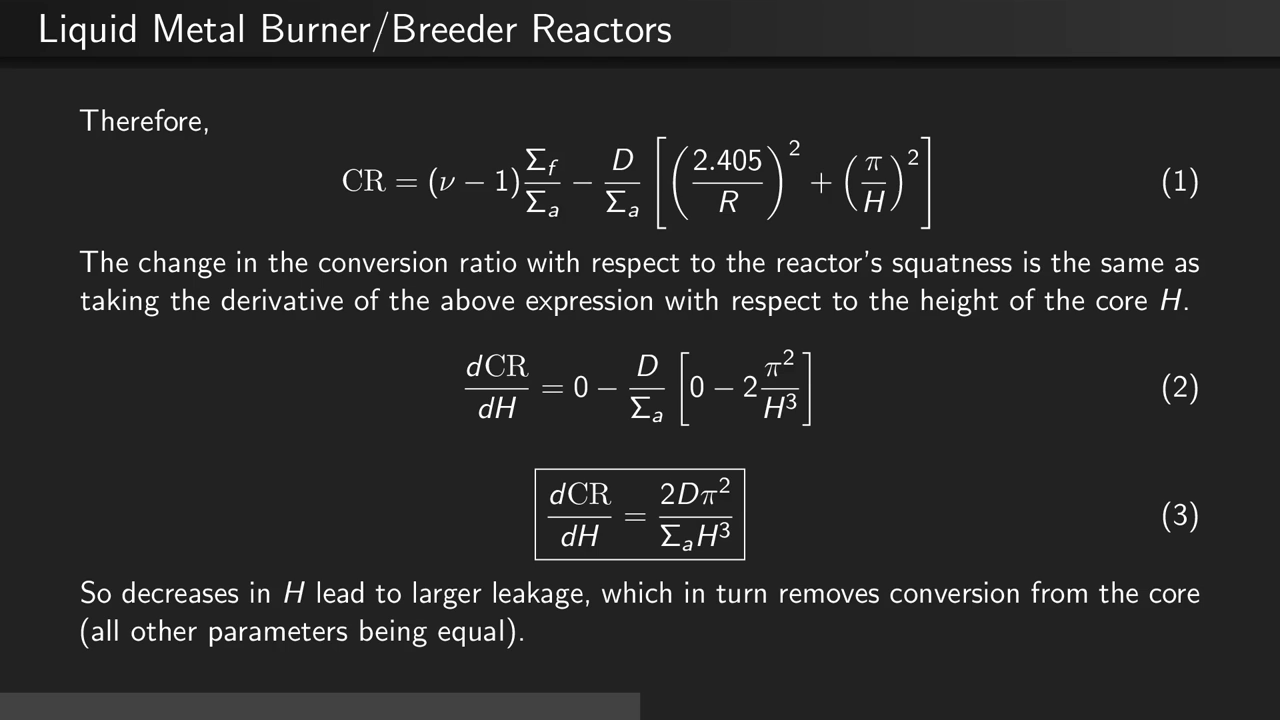 Liquid Metal Burner/Breeder Reactors
Therefore,
CR = (ν − 1) Σ_f/Σ_a − D/Σ_a [(2.405/R)^2 + (π/H)^2] (1)
The change in the conversion ratio with respect to the reactor's squatness is the same as
taking the derivative of the above expression with respect to the height of the core H.
dCR/dH = 0 − D/Σ_a [0 − 2 π^2/H^3] (2)
dCR/dH = 2Dπ^2/Σ_aH^3 (3)
So decreases in H lead to larger leakage, which in turn removes conversion from the core
(all other parameters being equal).